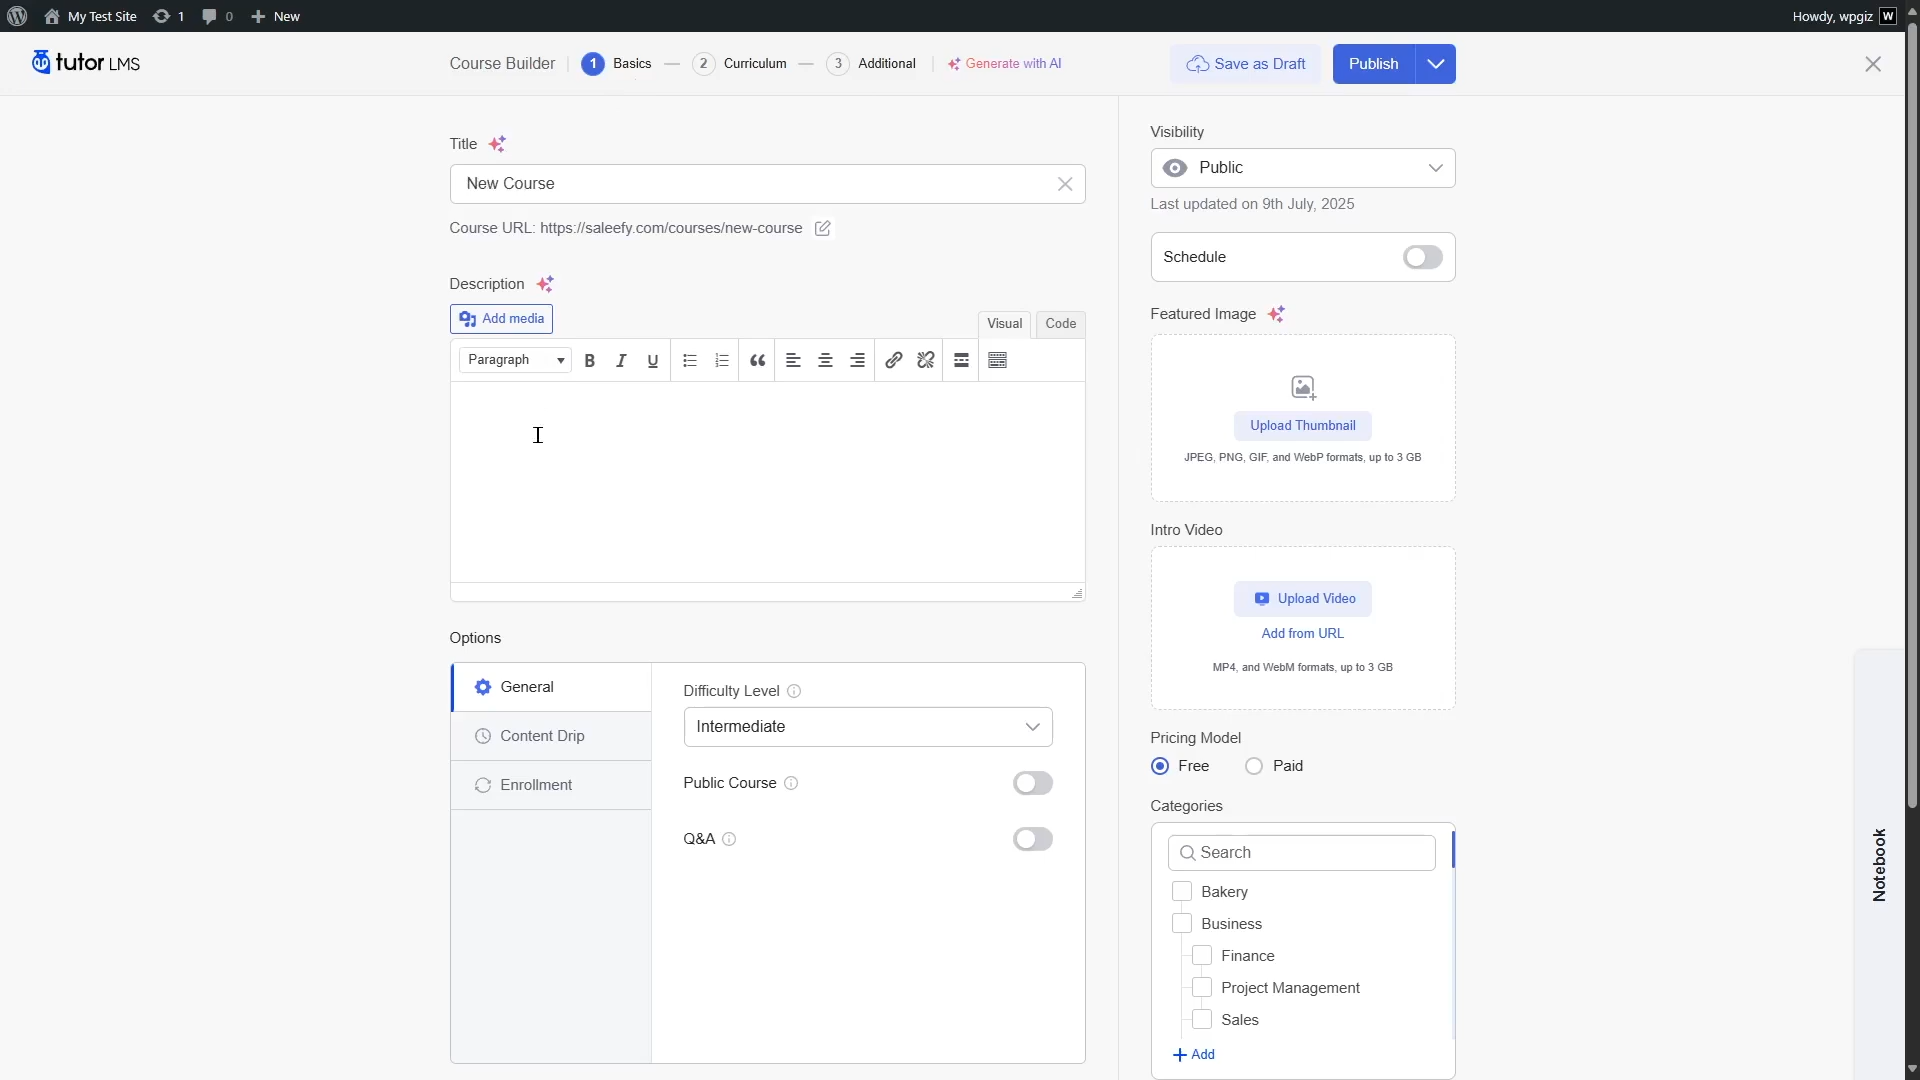 My Test Site 1 0 New Howdy, wpgiz W
tutor LMS Course Builder 1 Basics 2 Curriculum 3 Additional Generate with AI Save as Draft Publish
Title
New Course
Course URL: https://saleefy.com/courses/new-course
Description
Add media Visual Code
Paragraph B I U
Options
General
Content Drip
Enrollment
Difficulty Level
Intermediate
Public Course
Q&A
Visibility
Public
Last updated on 9th July, 2025
Schedule
Featured Image
Upload Thumbnail
JPEG, PNG, GIF, and WebP formats, up to 3 GB
Intro Video
Upload Video
Add from URL
MP4, and WebM formats, up to 3 GB
Pricing Model
Free Paid
Categories
Search
Bakery
Business
Finance
Project Management
Sales
+ Add
Notebook